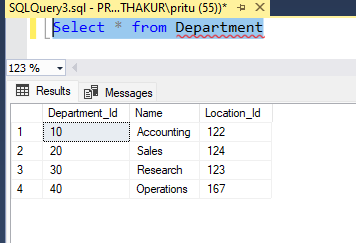 SQLQuery3.sql - PR...THAKUR\pritu (55))*
Select * from Department
123 %
Results Messages
Department_Id Name Location_Id
1 10 Accounting 122
2 20 Sales 124
3 30 Research 123
4 40 Operations 167